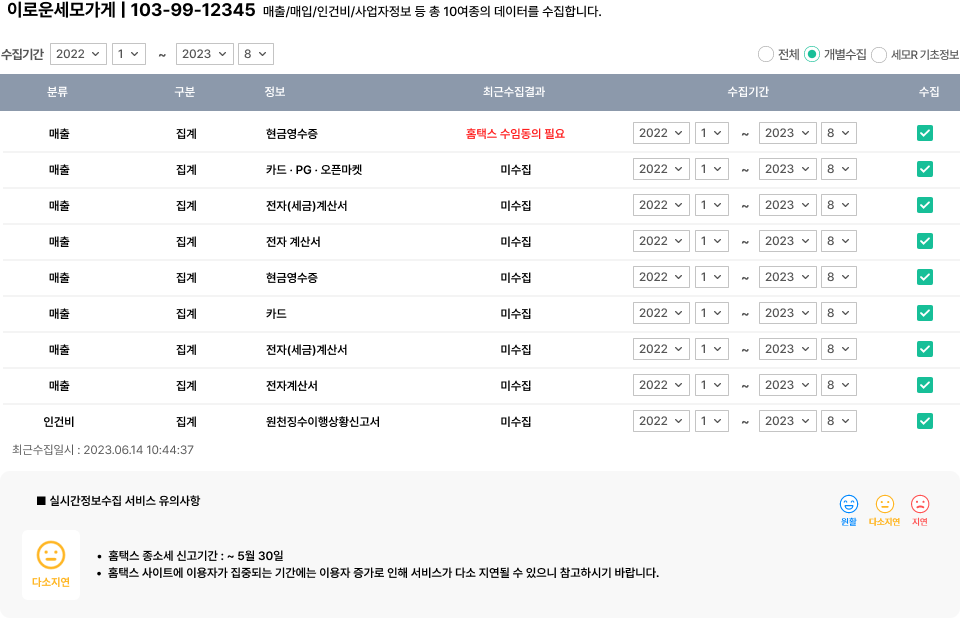 이로운세모가게 | 103-99-12345 매출/매입/인건비/사업자정보 등 총 10여종의 데이터를 수집합니다.
수집기간 2022 1 ~ 2023 8 전체 개별수집 세모R 기초정보
분류 구분 정보 최근수집결과 수집기간 수집
매출 집계 현금영수증 홈택스 수임동의 필요 2022 1 ~ 2023 8
매출 집계 카드 · PG · 오픈마켓 미수집 2022 1 ~ 2023 8
매출 집계 전자(세금)계산서 미수집 2022 1 ~ 2023 8
매출 집계 전자 계산서 미수집 2022 1 ~ 2023 8
매출 집계 현금영수증 미수집 2022 1 ~ 2023 8
매출 집계 카드 미수집 2022 1 ~ 2023 8
매출 집계 전자(세금)계산서 미수집 2022 1 ~ 2023 8
매출 집계 전자계산서 미수집 2022 1 ~ 2023 8
인건비 집계 원천징수이행상황신고서 미수집 2022 1 ~ 2023 8
최근수집일시 : 2023.06.14 10:44:37
■ 실시간정보수집 서비스 유의사항
원활 다소지연 지연
다소지연
• 홈택스 종소세 신고기간 : ~ 5월 30일
• 홈택스 사이트에 이용자가 집중되는 기간에는 이용자 증가로 인해 서비스가 다소 지연될 수 있으니 참고하시기 바랍니다.